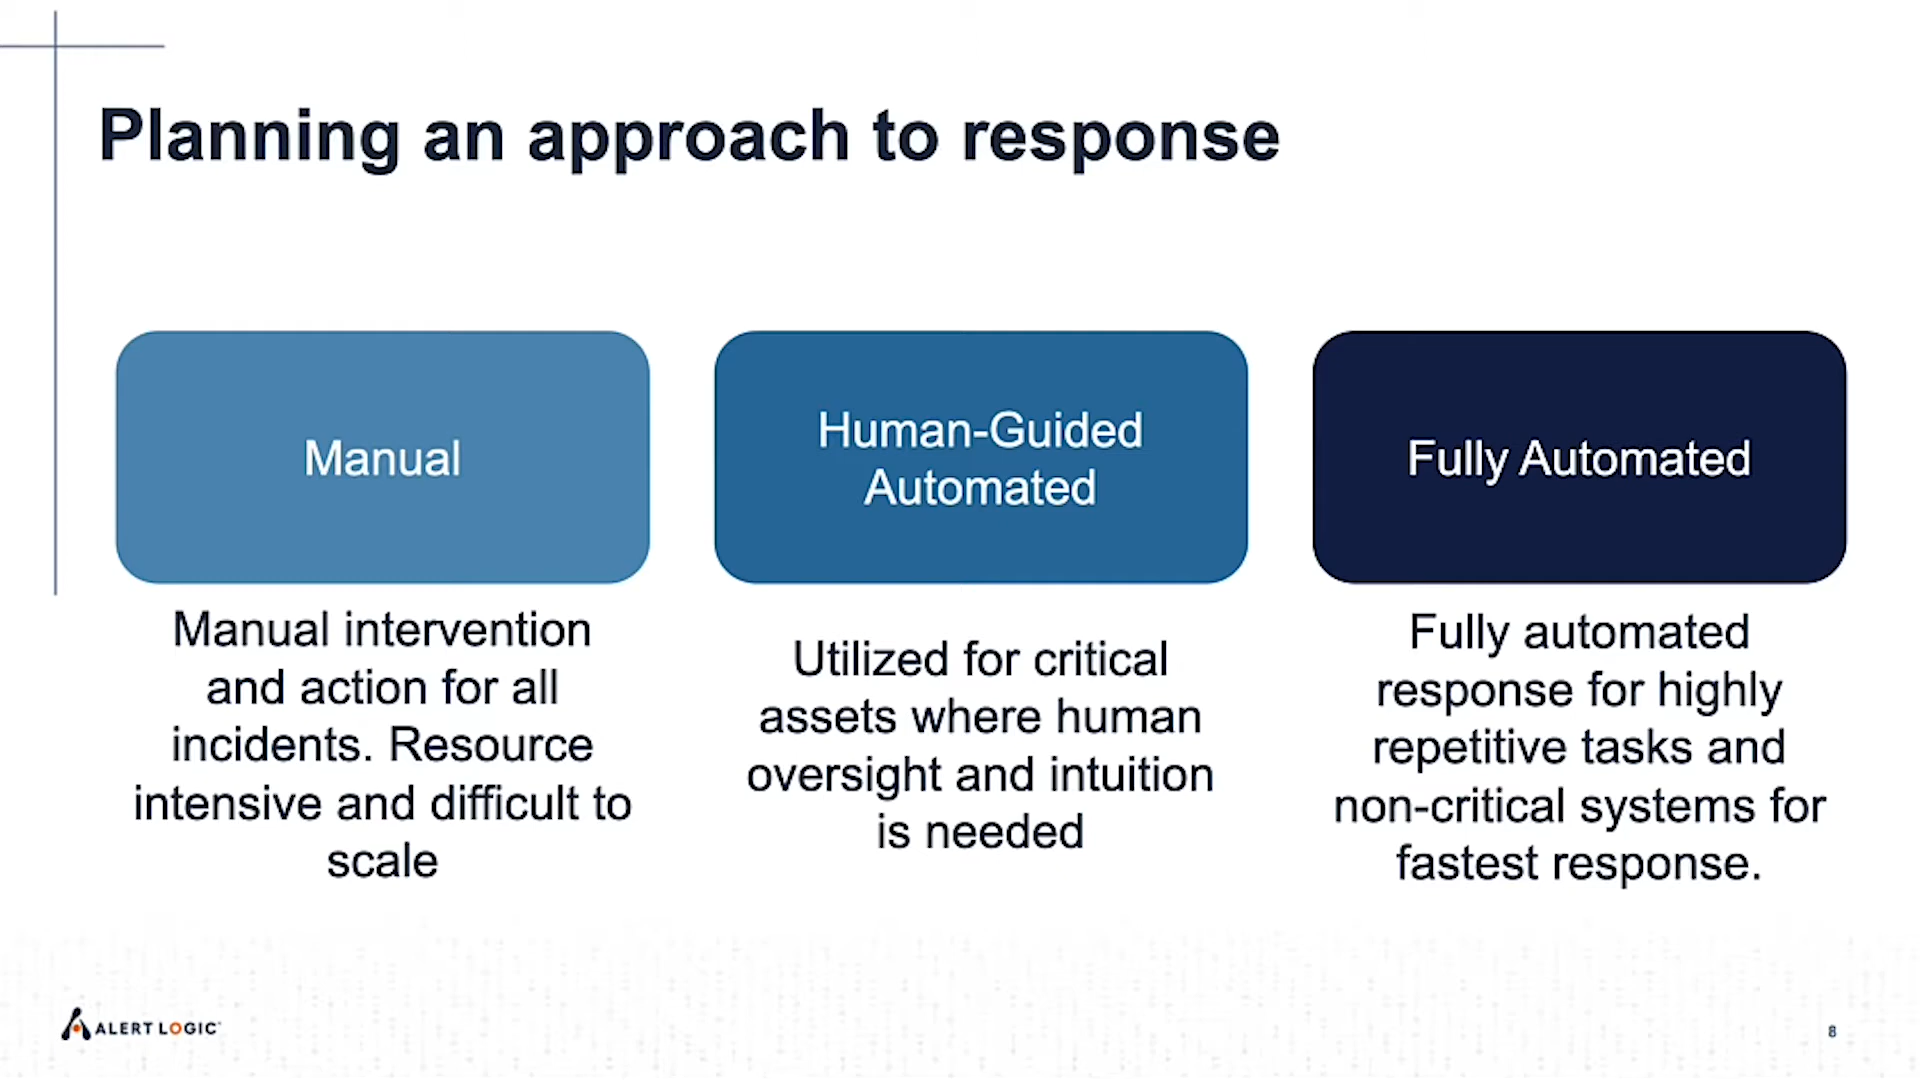 Planning an approach to response
Manual
Human-Guided
Automated
Fully Automated
Manual intervention
and action for all
incidents. Resource
intensive and difficult to
scale
Utilized for critical
assets where human
oversight and intuition
is needed
Fully automated
response for highly
repetitive tasks and
non-critical systems for
fastest response.
ALERT LOGIC
8